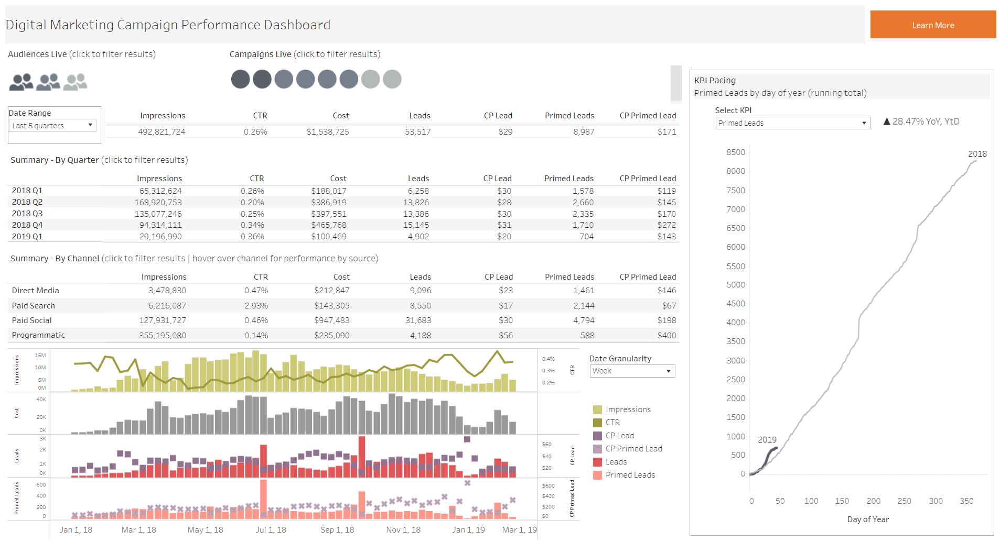 Digital Marketing Campaign Performance Dashboard
Learn More
Audiences Live (click to filter results)
Campaigns Live (click to filter results)
Date Range
Last 5 quarters
Impressions CTR Cost Leads CP Lead Primed Leads CP Primed Lead
492,821,724 0.26% $1,538,725 53,517 $29 8,987 $171
Summary - By Quarter (click to filter results)
Impressions CTR Cost Leads CP Lead Primed Leads CP Primed Lead
2018 Q1 65,312,624 0.26% $188,017 6,258 $30 1,578 $119
2018 Q2 168,920,753 0.20% $386,919 13,826 $28 2,660 $145
2018 Q3 135,077,246 0.25% $397,551 13,386 $30 2,335 $170
2018 Q4 94,314,111 0.34% $465,768 15,145 $31 1,710 $272
2019 Q1 29,196,990 0.36% $100,469 4,902 $20 704 $143
Summary - By Channel (click to filter results | hover over channel for performance by source)
Impressions CTR Cost Leads CP Lead Primed Leads CP Primed Lead
Direct Media 3,478,830 0.47% $212,847 9,096 $23 1,461 $146
Paid Search 6,216,087 2.93% $143,305 8,550 $17 2,144 $67
Paid Social 127,931,727 0.46% $947,483 31,683 $30 4,794 $198
Programmatic 355,195,080 0.14% $235,090 4,188 $56 588 $400
Impressions
15M
10M
5M
0M
0.4%
0.3%
0.2%
CTR
Cost
40K
20K
0K
Leads
3K
2K
1K
0K
$60
$40
$20
CP Lead
Primed Leads
600
400
200
0
$600
$400
$200
$0
CP Primed Lead
Jan 1, 18 Mar 1, 18 May 1, 18 Jul 1, 18 Sep 1, 18 Nov 1, 18 Jan 1, 19 Mar 1, 19
Date Granularity
Week
Impressions
CTR
CP Lead
CP Primed Lead
Leads
Primed Leads
KPI Pacing
Primed Leads by day of year (running total)
Select KPI
Primed Leads
▲ 28.47% YoY, YtD
8500
8000
7500
7000
6500
6000
5500
5000
4500
4000
3500
3000
2500
2000
1500
1000
500
0
2018
2019
0 50 100 150 200 250 300 350
Day of Year